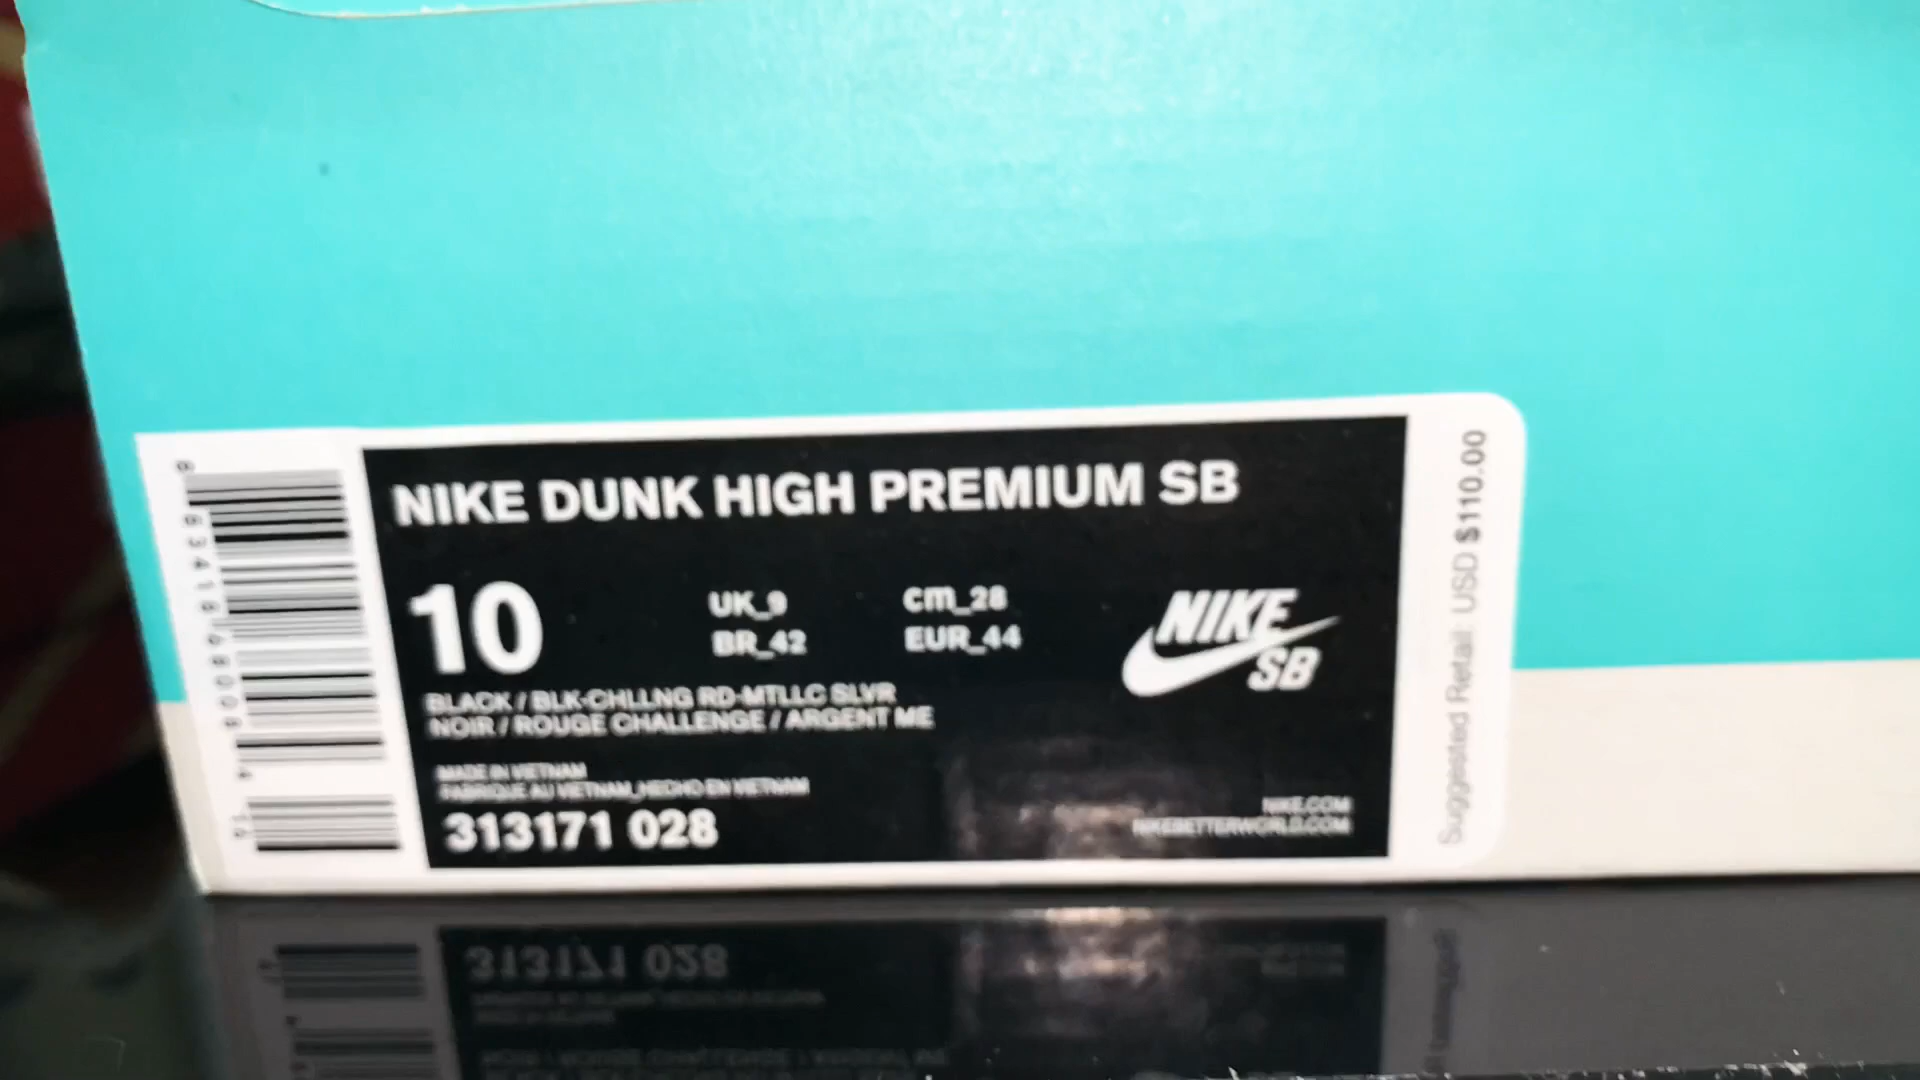 NIKE DUNK HIGH PREMIUM SB
10
UK_9
cm_28
BR_42
EUR_44
NIKE
SB
BLACK / BLK-CHLLNG RD-MTLLC SLVR
NOIR / ROUGE CHALLENGE / ARGENT ME
MADE IN VIETNAM
FABRIQUE AU VIETNAM_HECHO EN VIETNAM
313171 028
NIKE.COM
NIKEBETTERWORLD.COM
Suggested Retail: USD $110.00